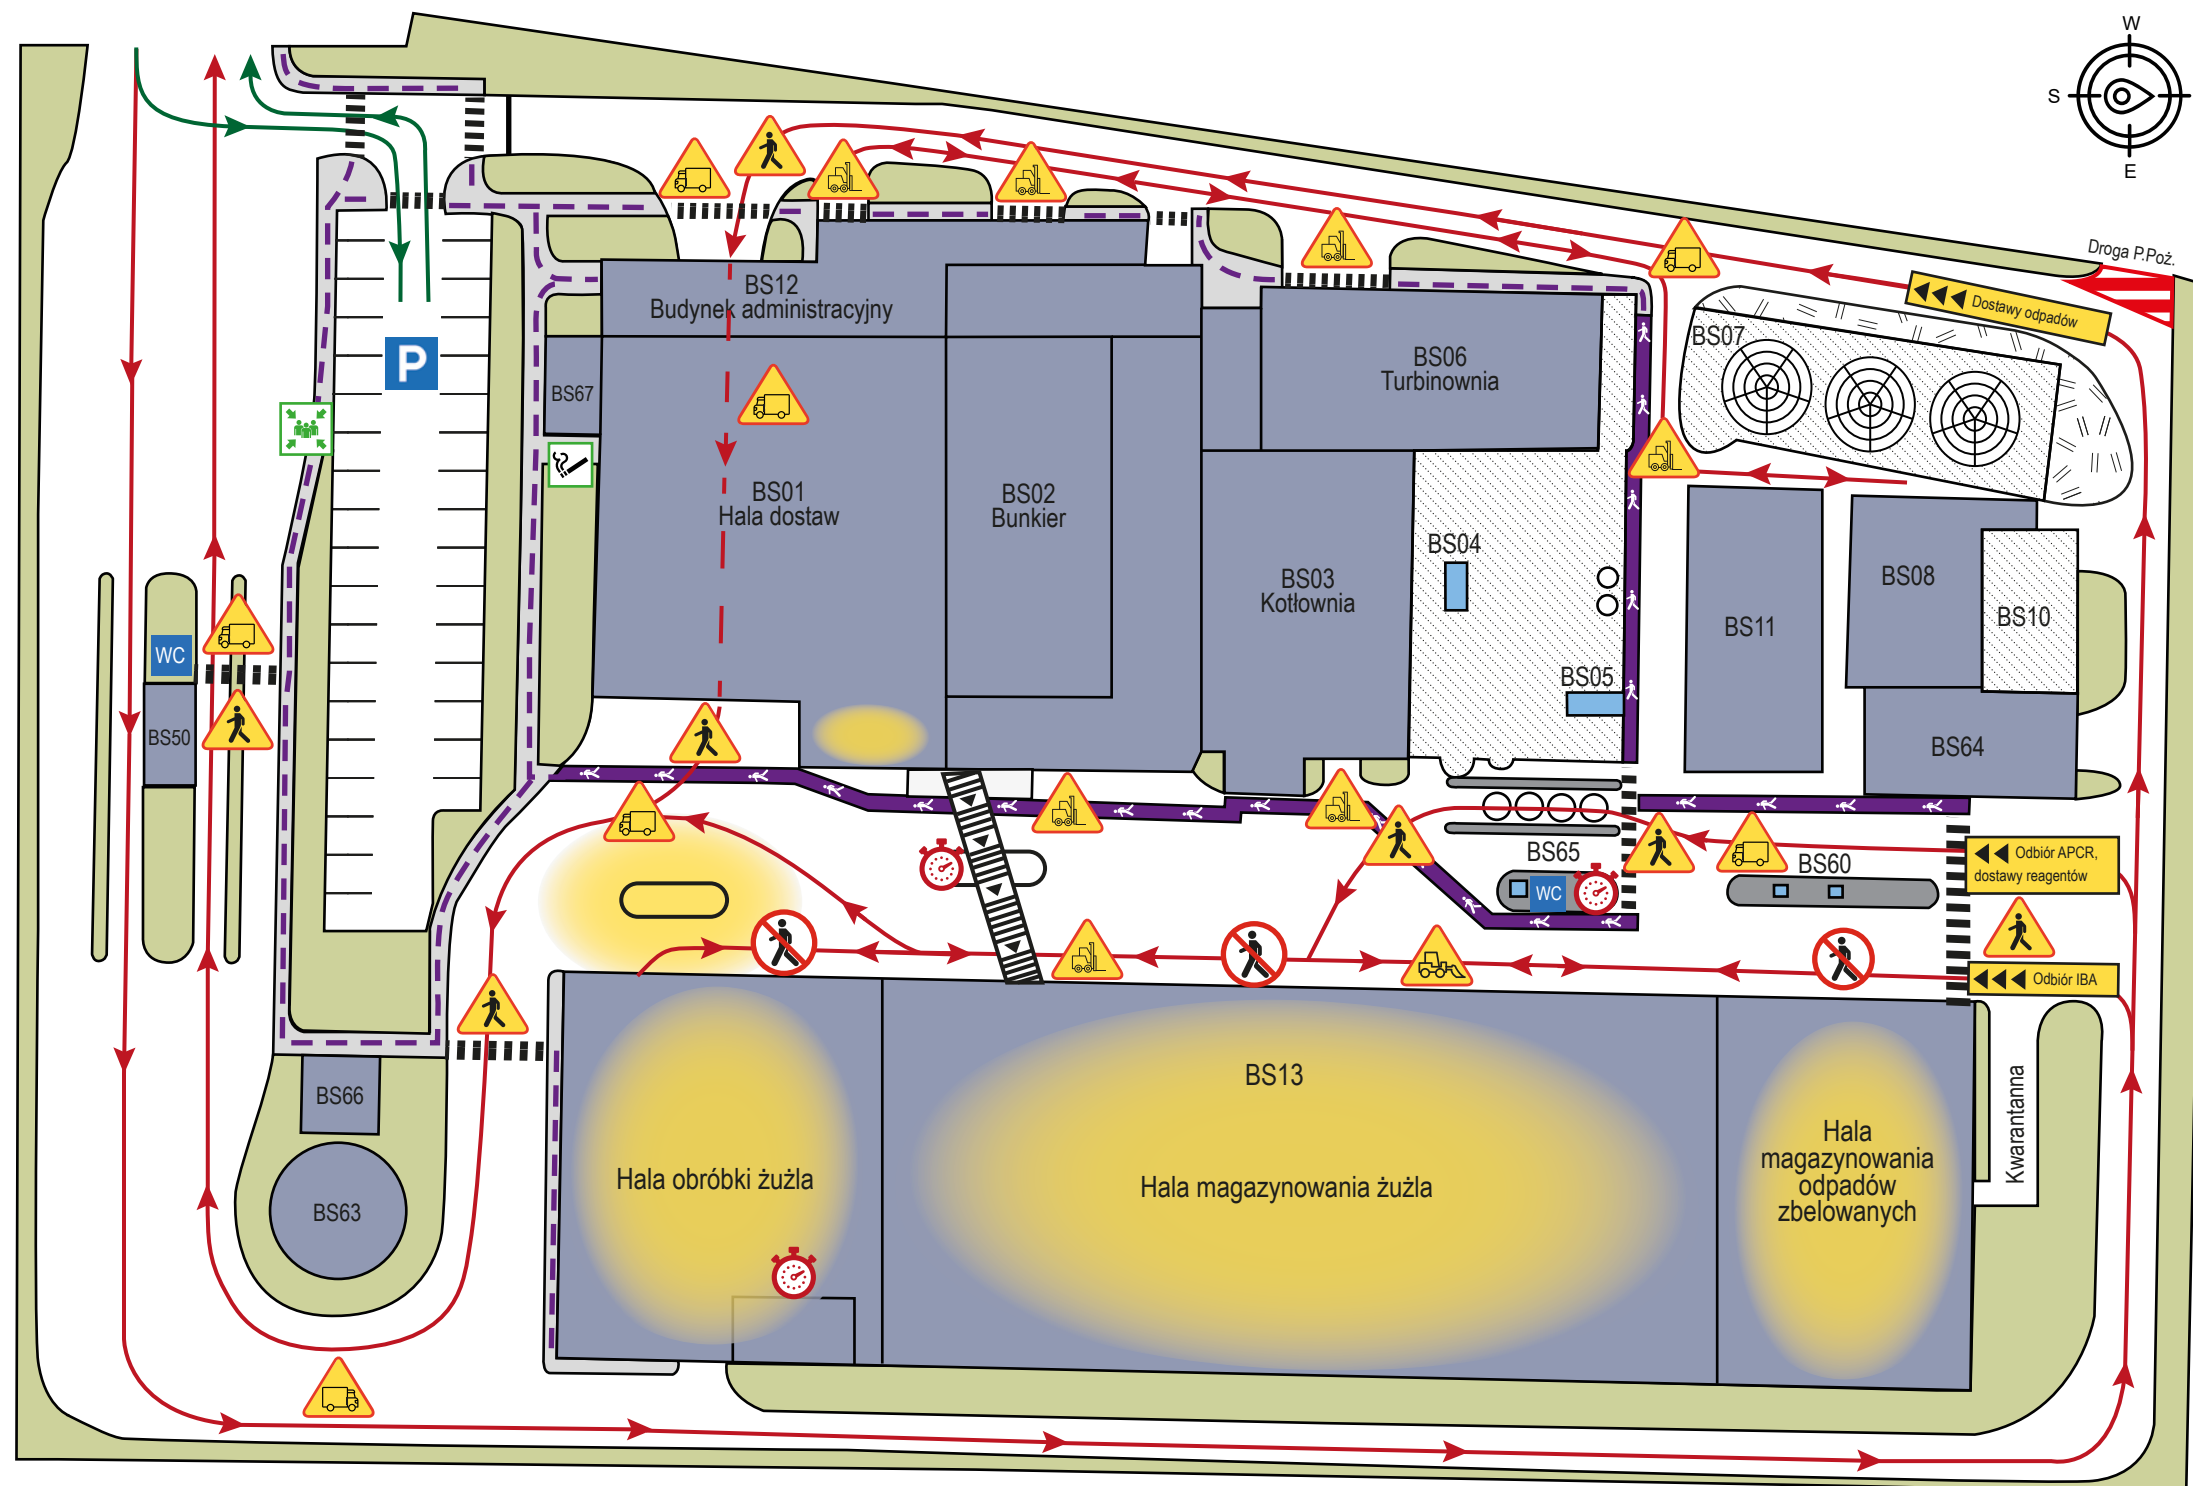 W
S
E
Droga P.Poż.
Dostawy odpadów
BS12
Budynek administracyjny
BS07
P
BS67
BS06
Turbinownia
BS01
Hala dostaw
BS02
Bunkier
BS03
Kotłownia
BS04
BS05
BS11
BS08
BS10
BS64
WC
BS50
BS65
WC
BS60
Odbiór APCR,
dostawy reagentów
Odbiór IBA
BS13
BS66
BS63
Hala obróbki żużla
Hala magazynowania żużla
Hala
magazynowania
odpadów
zbelowanych
Kwarantanna